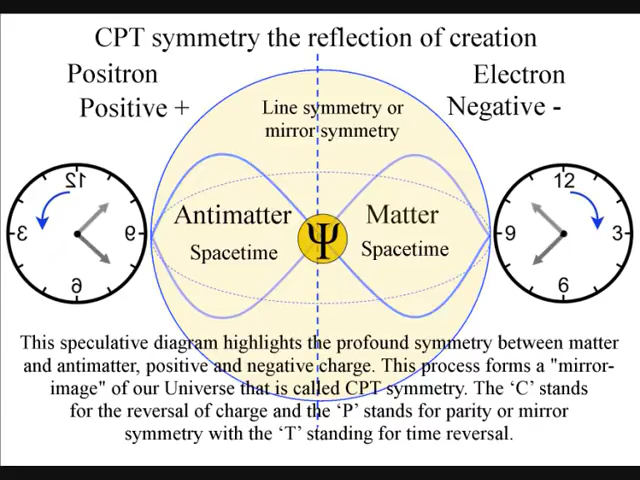 CPT symmetry the reflection of creation
Positron
Positive +
Electron
Negative -
Line symmetry or
mirror symmetry
12
3
9
6
Antimatter
Spacetime
Ψ
Matter
Spacetime
12
9
3
6
This speculative diagram highlights the profound symmetry between matter
and antimatter, positive and negative charge. This process forms a "mirror-
image" of our Universe that is called CPT symmetry. The ‘C’ stands
for the reversal of charge and the ‘P’ stands for parity or mirror
symmetry with the ‘T’ standing for time reversal.